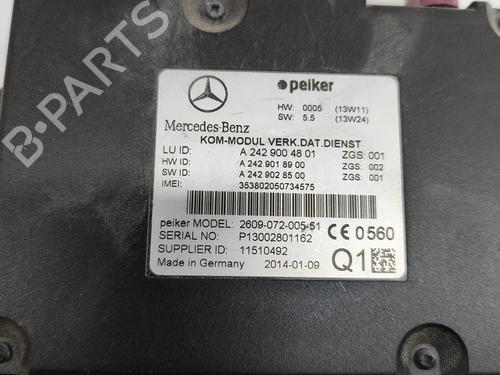 peiker
HW: 0005 (13W11)
SW: 5.5 (13W24)
Mercedes-Benz
KOM-MODUL VERK.DAT.DIENST
LU ID: A 242 900 48 01 ZGS: 001
HW ID: A 242 901 89 00 ZGS: 002
SW ID: A 242 902 85 00 ZGS: 001
IMEI: 353802050734575
peiker MODEL: 2609-072-005-51
SERIAL NO: P13002801162
CE 0560
SUPPLIER ID: 11510492
Made in Germany 2014-01-09
Q1
B-PARTS